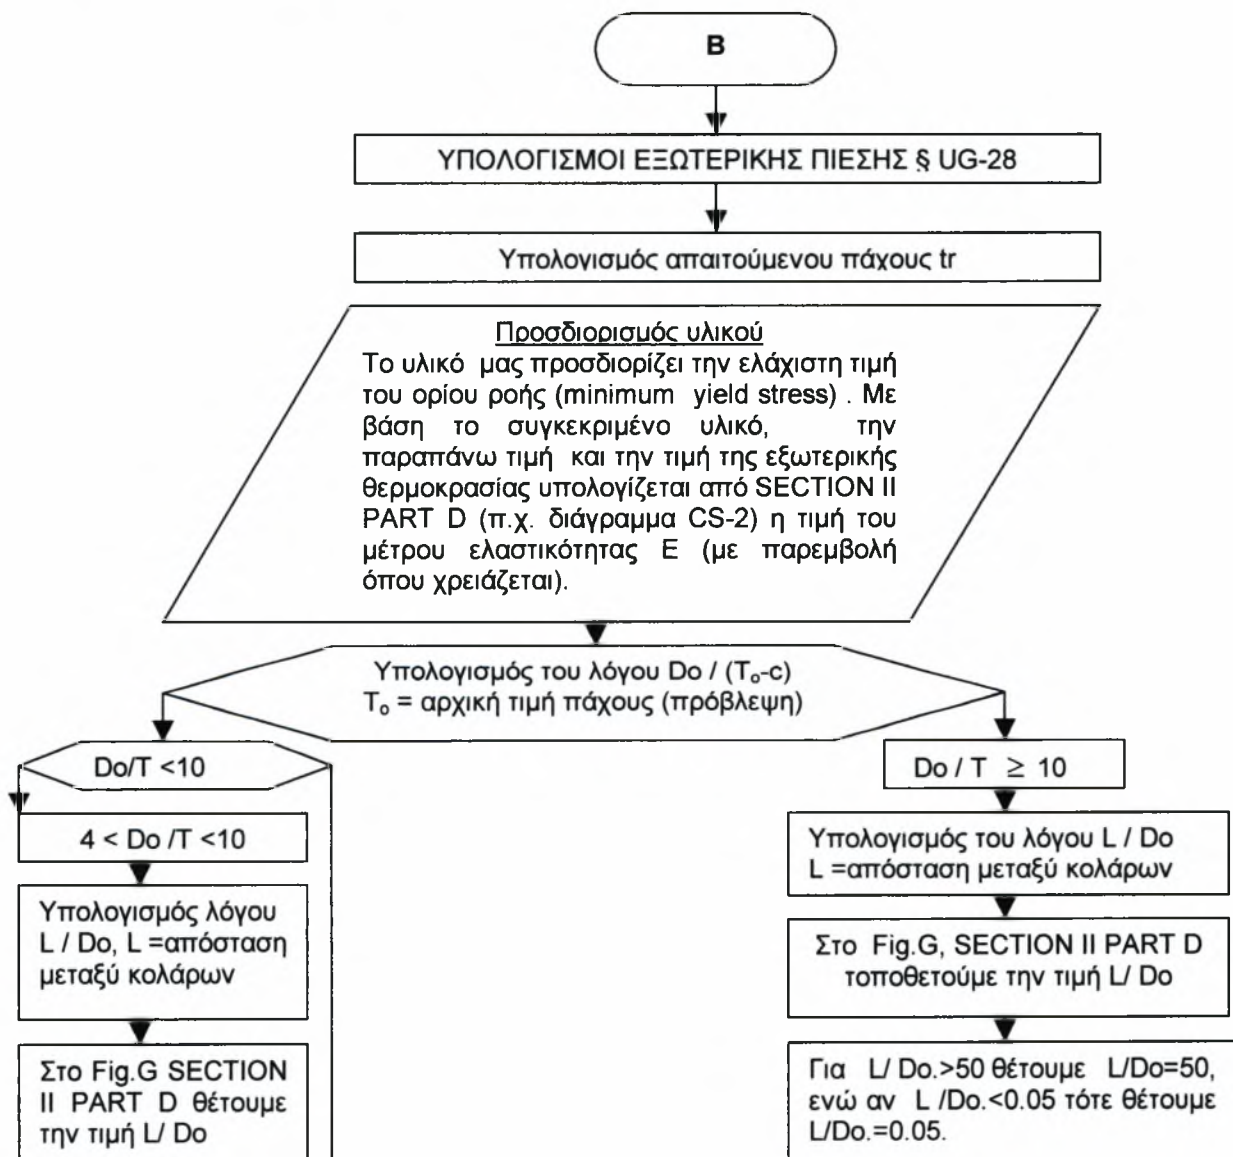 B
ΥΠΟΛΟΓΙΣΜΟΙ ΕΞΩΤΕΡΙΚΗΣ ΠΙΕΣΗΣ § UG-28
Υπολογισμός απαιτούμενου πάχους tr
Προσδιορισμός υλικού
Το υλικό μας προσδιορίζει την ελάχιστη τιμή
του ορίου ροής (minimum yield stress) . Με
βάση το συγκεκριμένο υλικό, την
παραπάνω τιμή και την τιμή της εξωτερικής
θερμοκρασίας υπολογίζεται από SECTION II
PART D (π.χ. διάγραμμα CS-2) η τιμή του
μέτρου ελαστικότητας E (με παρεμβολή
όπου χρειάζεται).
Υπολογισμός του λόγου Do / (Tₒ-c)
Tₒ = αρχική τιμή πάχους (πρόβλεψη)
Do/T <10
4 < Do /T <10
Υπολογισμός λόγου
L / Do, L =απόσταση
μεταξύ κολάρων
Στο Fig.G SECTION
II PART D θέτουμε
την τιμή L/ Do
Do / T ≥ 10
Υπολογισμός του λόγου L / Do
L =απόσταση μεταξύ κολάρων
Στο Fig.G, SECTION II PART D
τοποθετούμε την τιμή L/ Do
Για L/ Do.>50 θέτουμε L/Do=50,
ενώ αν L /Do.<0.05 τότε θέτουμε
L/Do.=0.05.